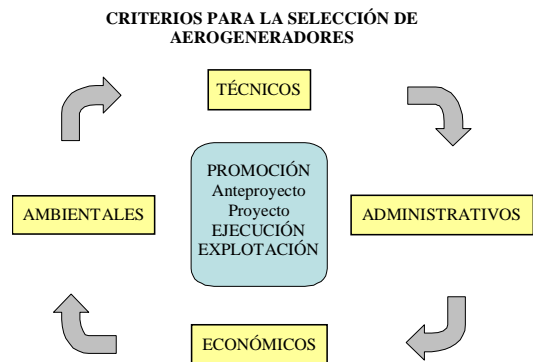 CRITERIOS PARA LA SELECCIÓN DE
AEROGENERADORES
TÉCNICOS
PROMOCIÓN
Anteproyecto
Proyecto
EJECUCIÓN
EXPLOTACIÓN
AMBIENTALES
ADMINISTRATIVOS
ECONÓMICOS